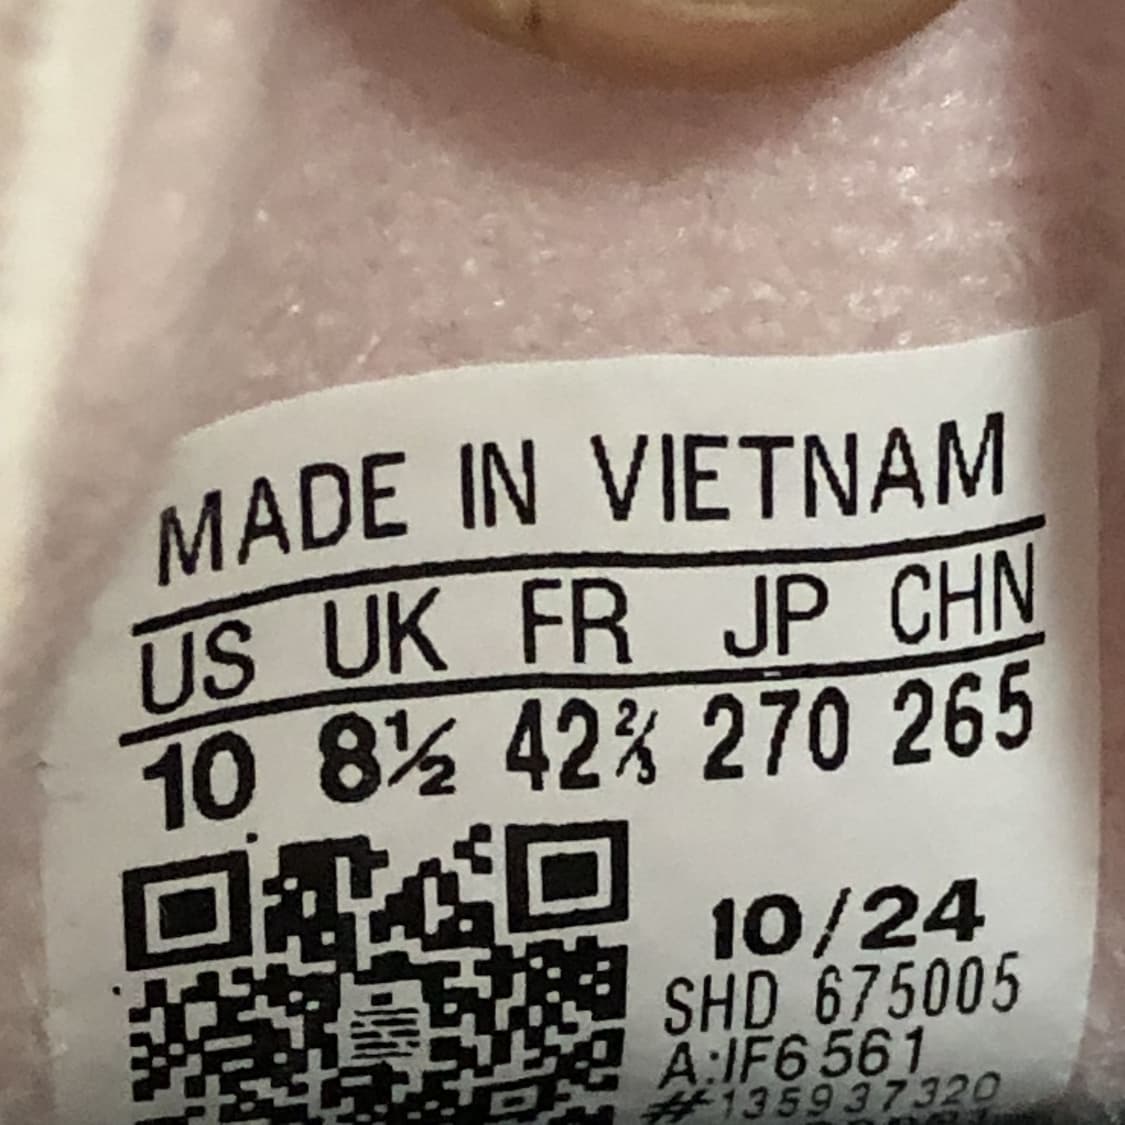 MADE IN VIETNAM
US UK FR JP CHN
10 8½ 42⅔ 270 265
10/24
SHD 675005
A:IF6561
#135937320